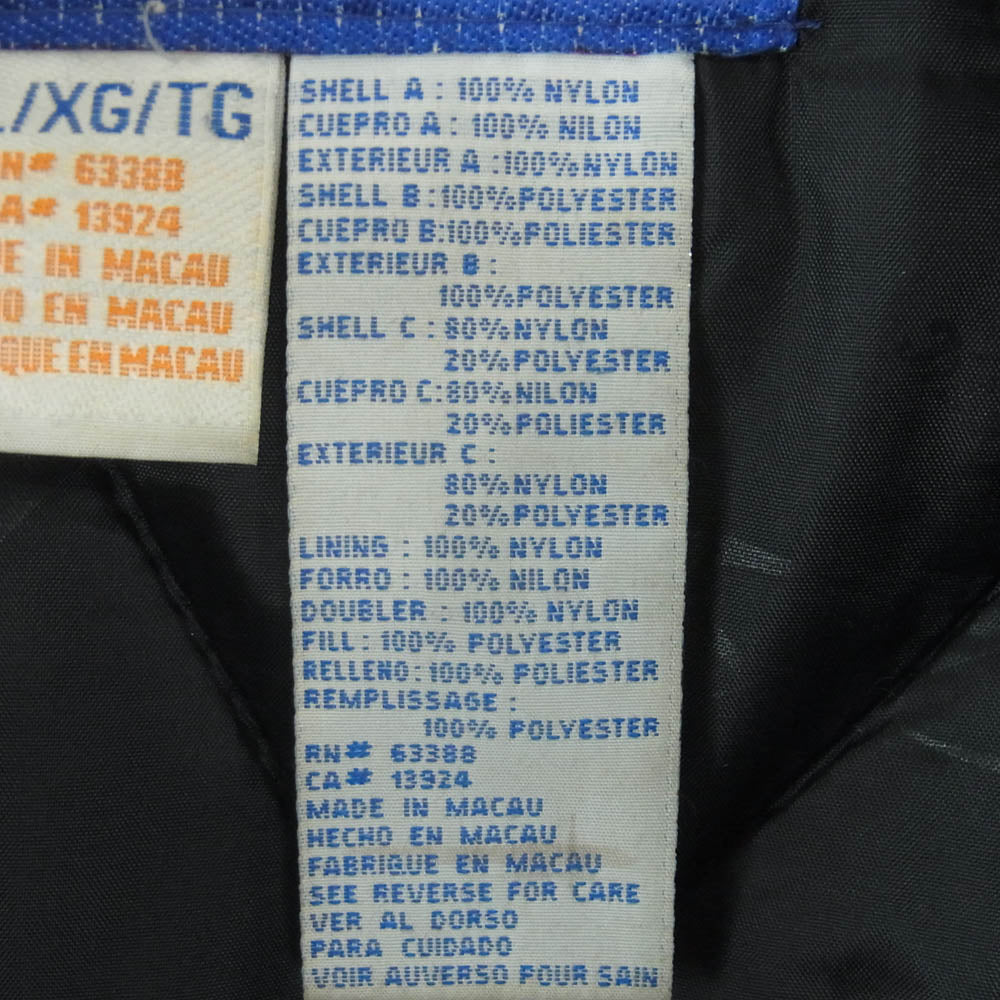 /XG/TG
N# 63388
A# 13924
E IN MACAU
O EN MACAU
QUE EN MACAU
SHELL A : 100% NYLON
CUEPRO A : 100% NILON
EXTERIEUR A :100%NYLON
SHELL B :100%POLYESTER
CUEPRO B:100%POLIESTER
EXTERIEUR B :
100%POLYESTER
SHELL C : 80%NYLON
20%POLYESTER
CUEPRO C:80%NILON
20%POLIESTER
EXTERIEUR C :
80%NYLON
20%POLYESTER
LINING : 100% NYLON
FORRO : 100% NILON
DOUBLER : 100% NYLON
FILL : 100% POLYESTER
RELLENO : 100% POLIESTER
REMPLISSAGE :
100% POLYESTER
RN# 63388
CA# 13924
MADE IN MACAU
HECHO EN MACAU
FABRIQUE EN MACAU
SEE REVERSE FOR CARE
VER AL DORSO
PARA CUIDADO
VOIR AUVERSO POUR SAIN